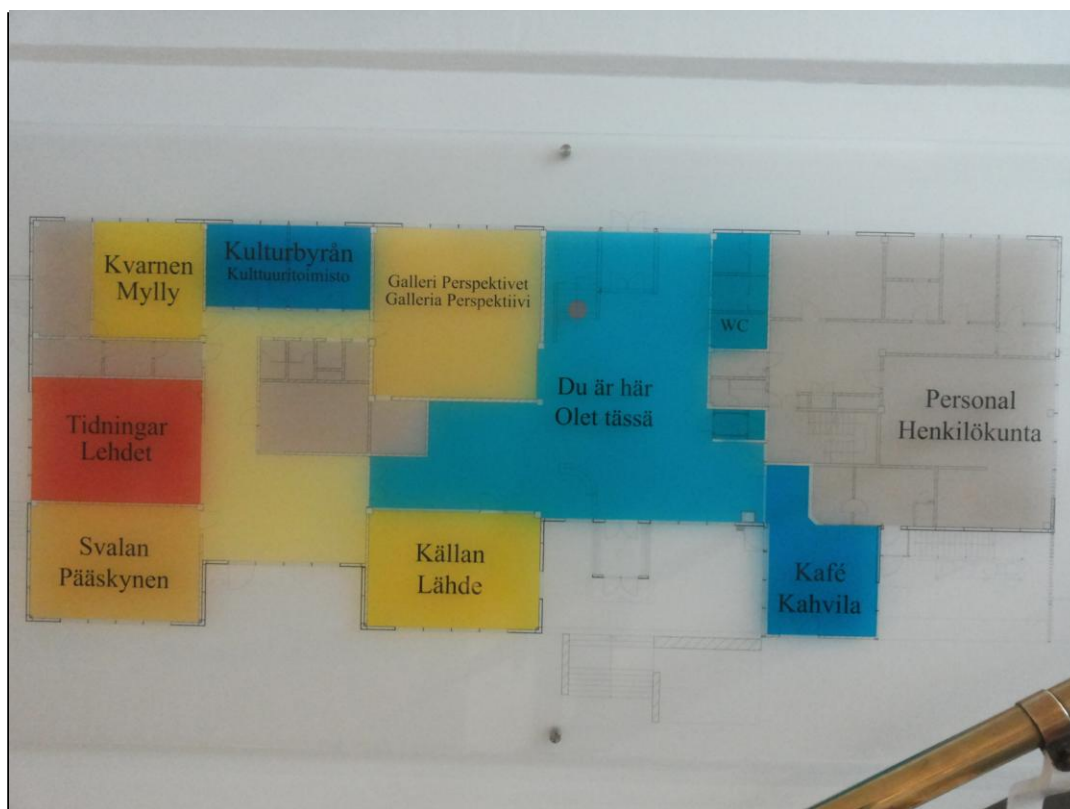 Kvarnen
Mylly
Kulturbyrån
Kulttuuritoimisto
Galleri Perspektivet
Galleria Perspektiivi
WC
Du är här
Olet tässä
Personal
Henkilökunta
Tidningar
Lehdet
Svalan
Pääskynen
Källan
Lähde
Kafé
Kahvila